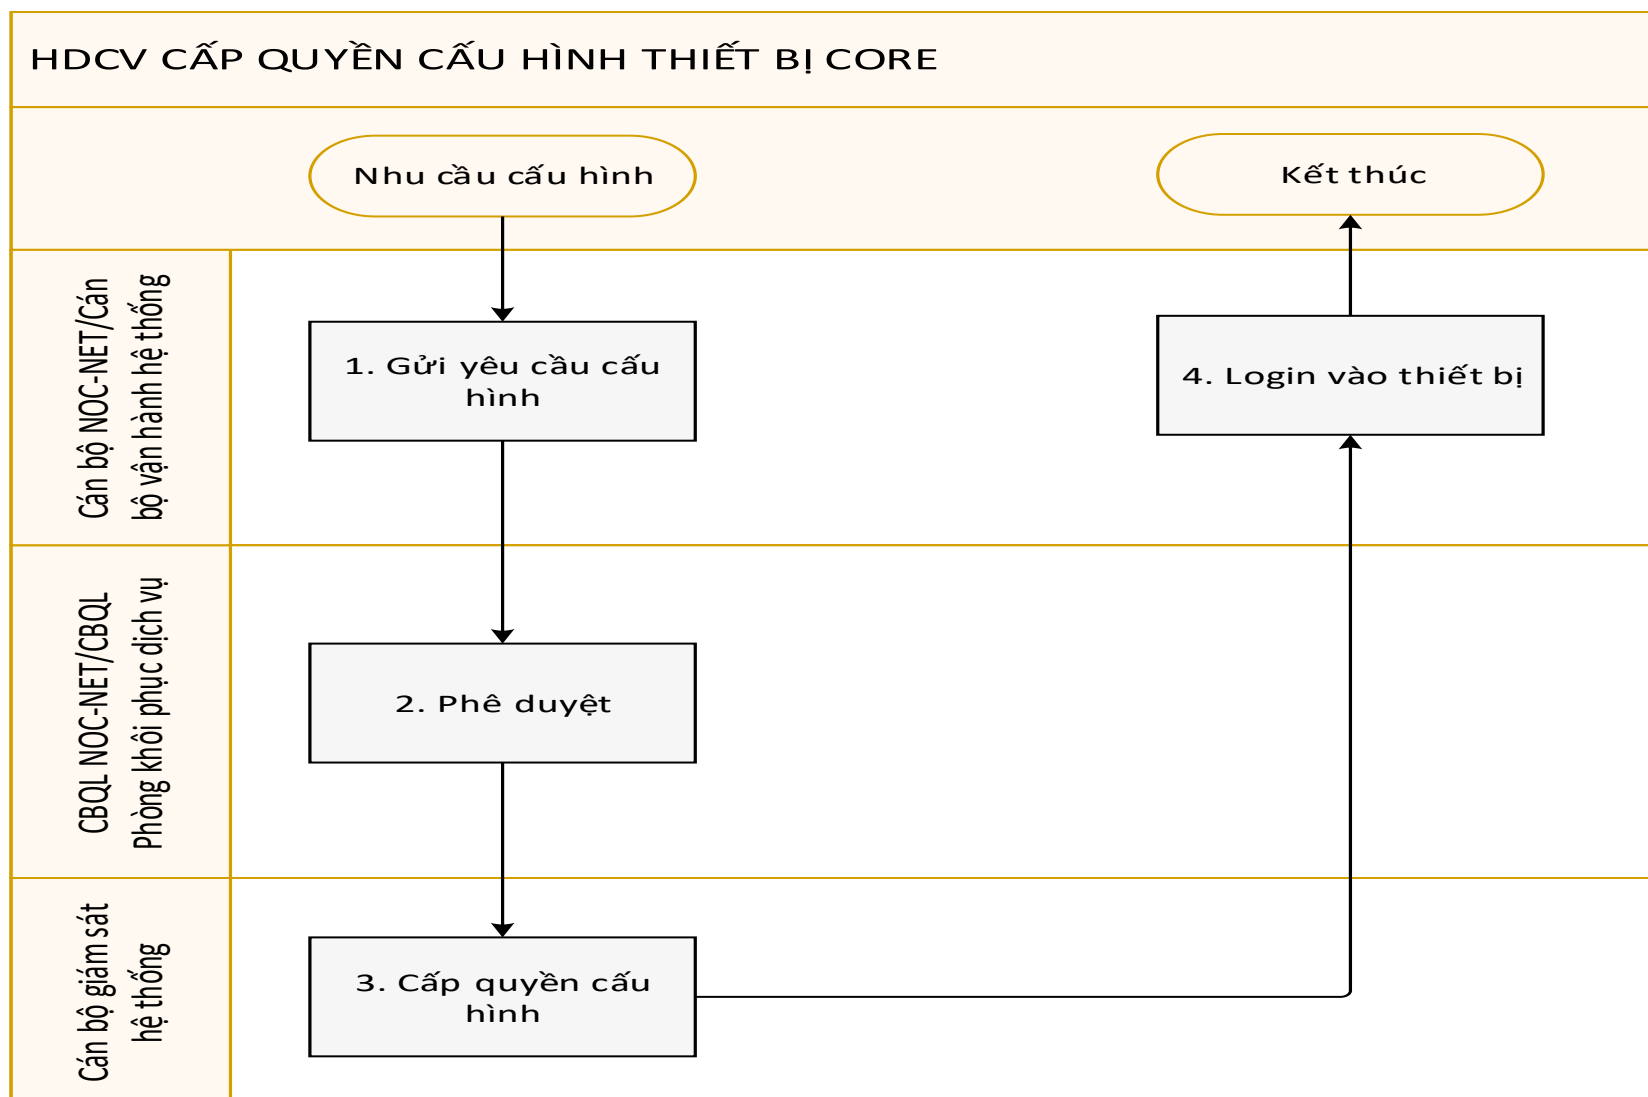 HDCV CẤP QUYỀN CẤU HÌNH THIẾT BỊ CORE
Nhu cầu cấu hình
Kết thúc
Cán bộ NOC-NET/Cán
bộ vận hành hệ thống
1. Gửi yêu cầu cấu
hình
4. Login vào thiết bị
CBQL NOC-NET/CBQL
Phòng khôi phục dịch vụ
2. Phê duyệt
Cán bộ giám sát
hệ thống
3. Cấp quyền cấu
hình